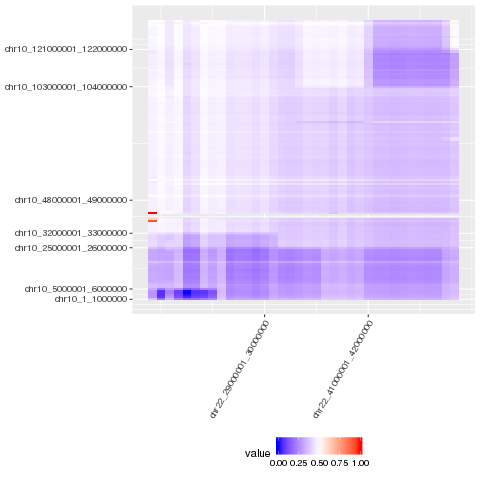 chr10_121000001_122000000
chr10_103000001_104000000
chr10_48000001_49000000
chr10_32000001_33000000
chr10_25000001_26000000
chr10_5000001_6000000
chr10_1_1000000
chr22_29000001_30000000
chr22_41000001_42000000
value
0.00 0.25 0.50 0.75 1.00